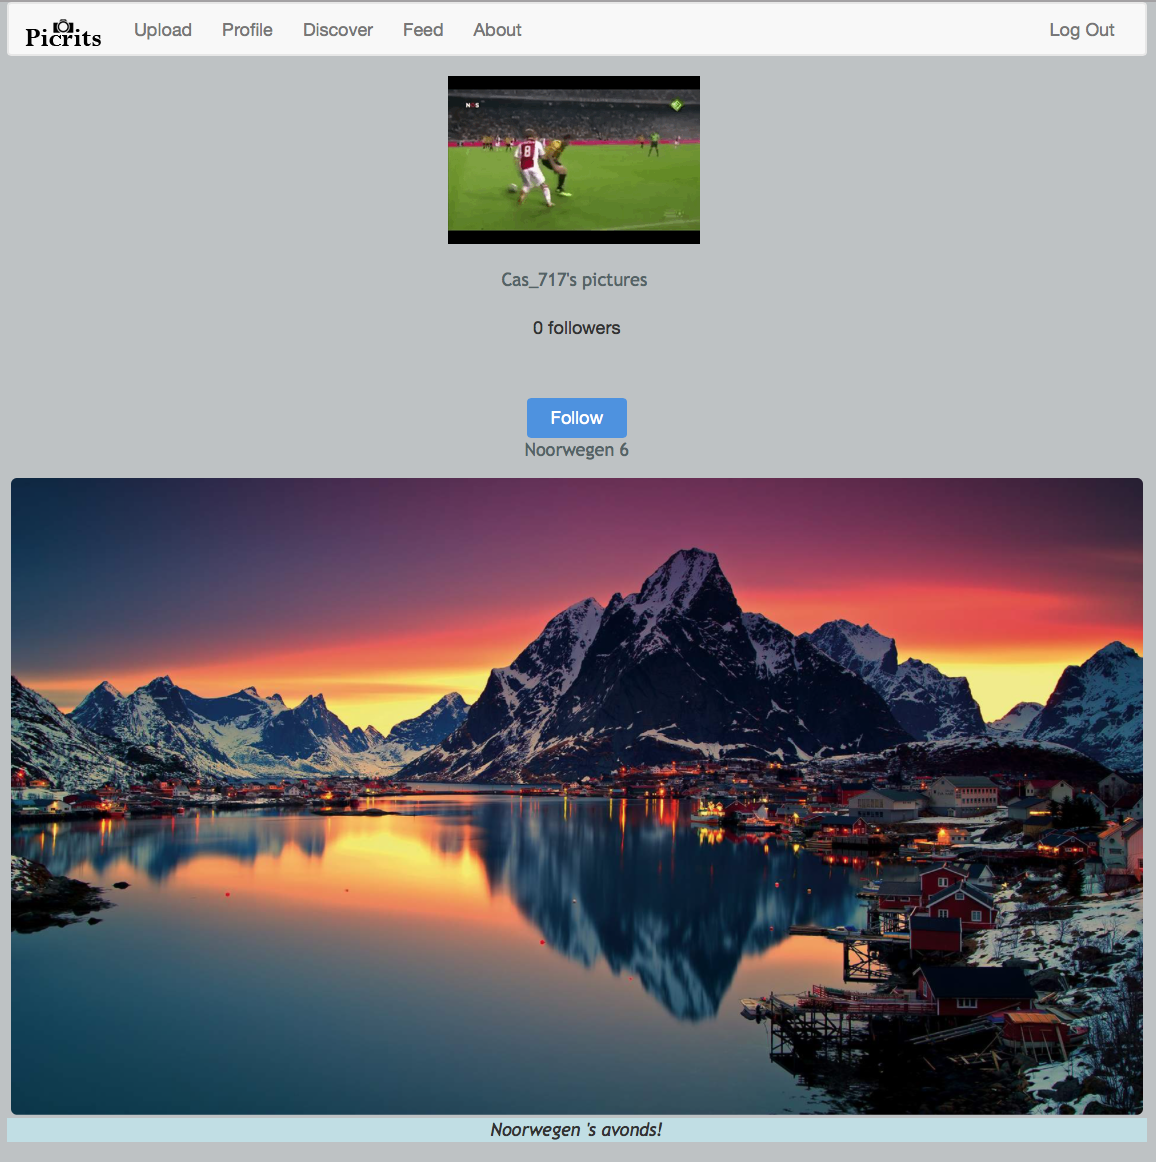 Picrits Upload Profile Discover Feed About Log Out
NOS
8
Cas_717's pictures
0 followers
Follow
Noorwegen 6
Noorwegen 's avonds!